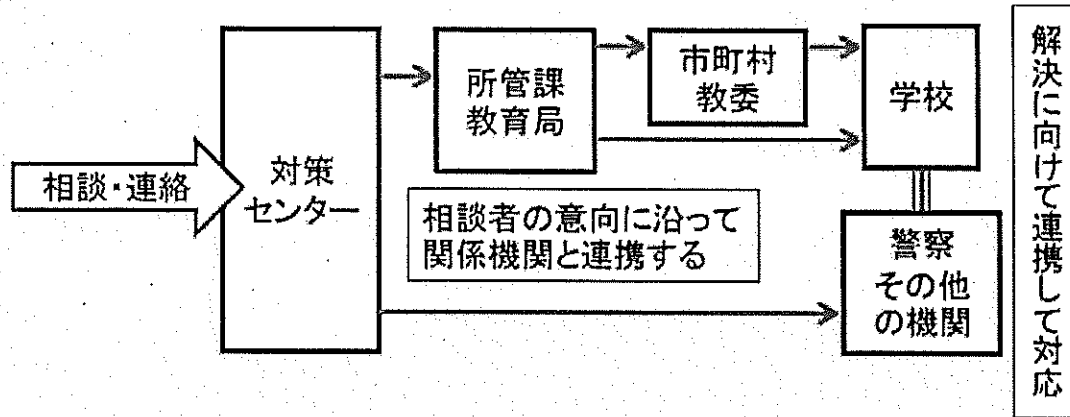 相談・連絡
対策
センター
所管課
教育局
市町村
教委
学校
相談者の意向に沿って
関係機関と連携する
警察
その他
の機関
解決に向けて連携して対応